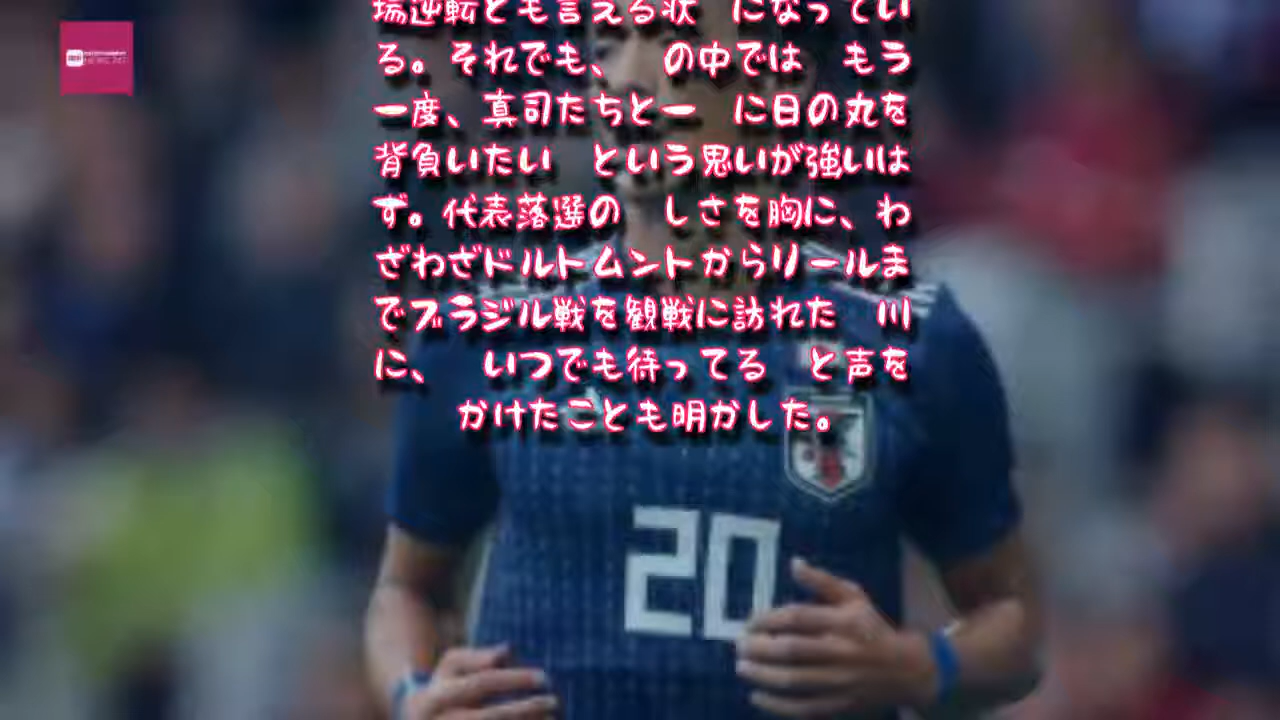 場逆転とも言える状　になってい
る。それでも、　の中では　もう
一度、真司たちと一　に日の丸を
背負いたい　という思いが強いは
ず。代表落選の　しさを胸に、わ
ざわざドルトムントからリールま
でブラジル戦を観戦に訪れた　川
に、　いつでも待ってる　と声を
かけたことも明かした。
20